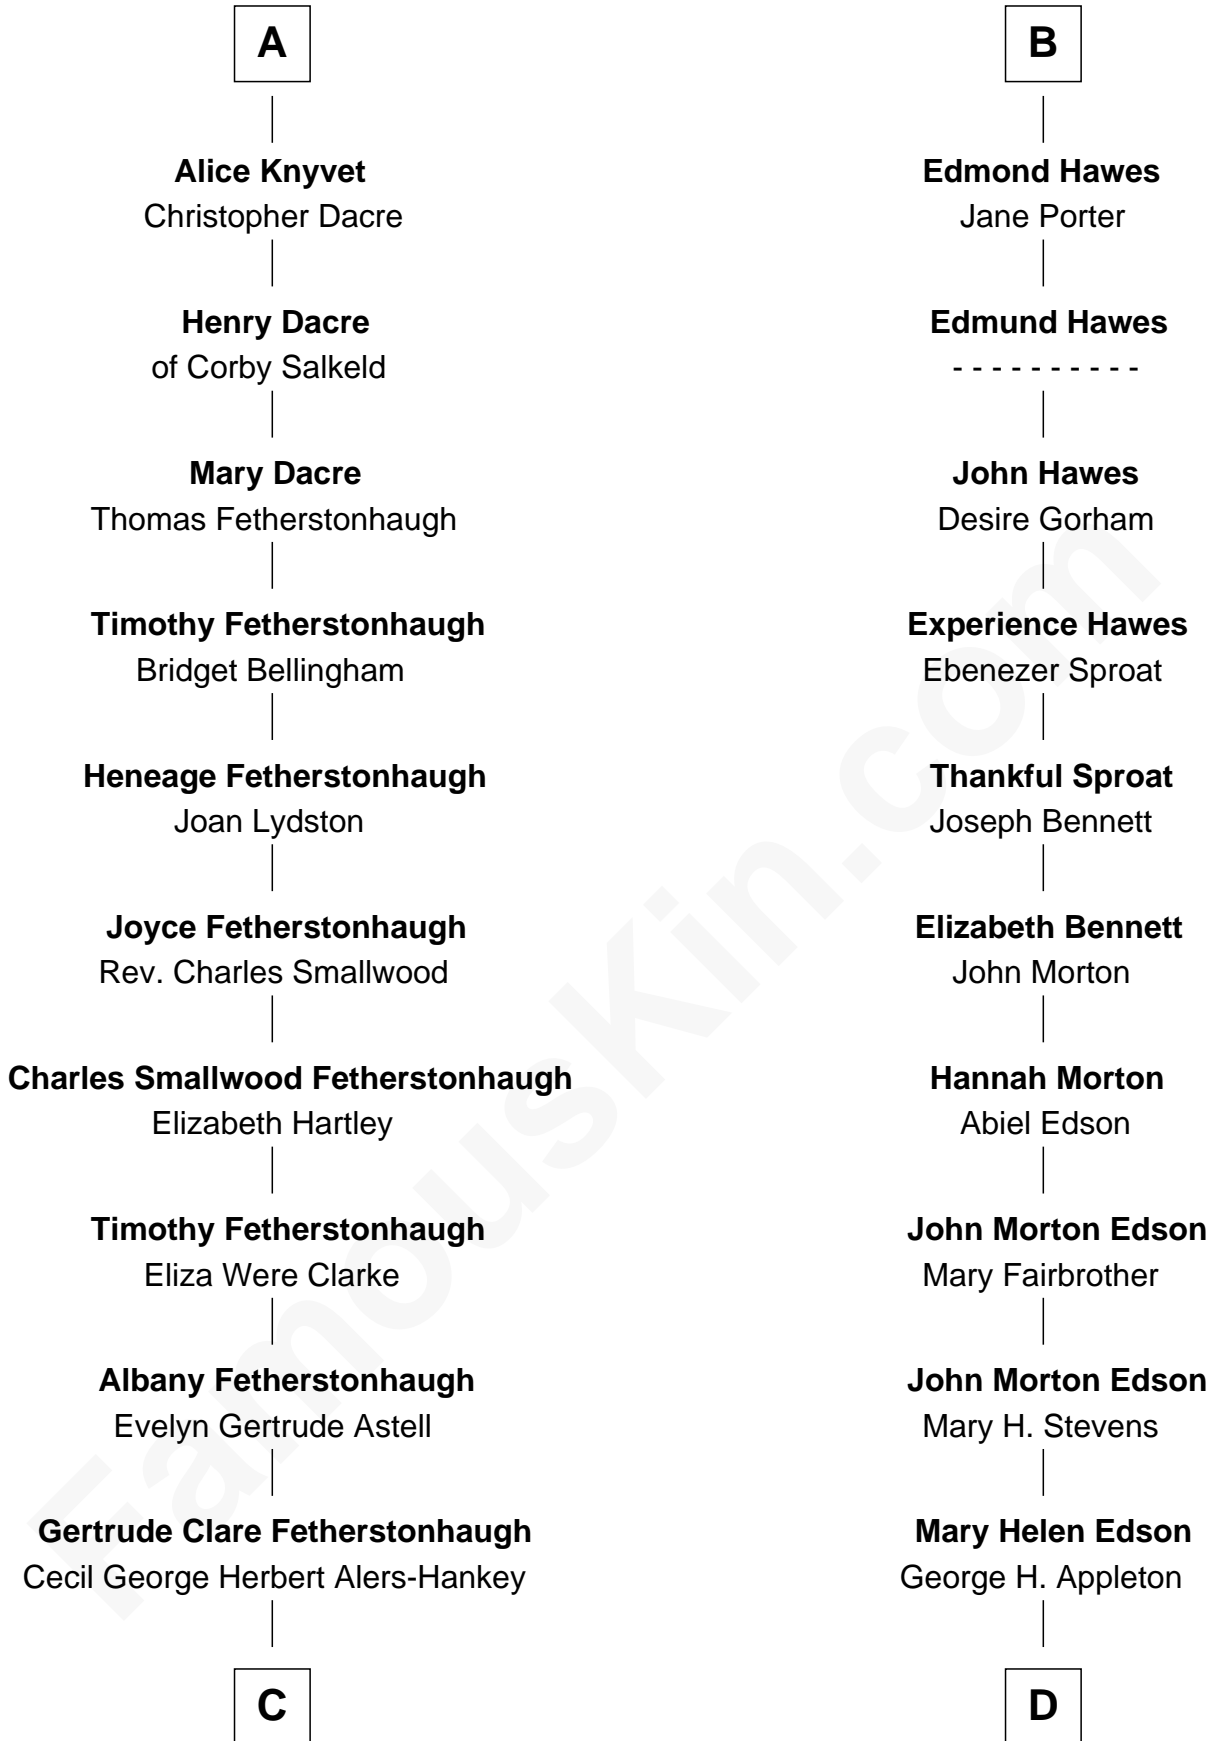 A
Alice Knyvet
Christopher Dacre
Henry Dacre
of Corby Salkeld
Mary Dacre
Thomas Fetherstonhaugh
Timothy Fetherstonhaugh
Bridget Bellingham
Heneage Fetherstonhaugh
Joan Lydston
Joyce Fetherstonhaugh
Rev. Charles Smallwood
Charles Smallwood Fetherstonhaugh
Elizabeth Hartley
Timothy Fetherstonhaugh
Eliza Were Clarke
Albany Fetherstonhaugh
Evelyn Gertrude Astell
Gertrude Clare Fetherstonhaugh
Cecil George Herbert Alers-Hankey
C
B
Edmond Hawes
Jane Porter
Edmund Hawes
- - - - - - - - - -
John Hawes
Desire Gorham
Experience Hawes
Ebenezer Sproat
Thankful Sproat
Joseph Bennett
Elizabeth Bennett
John Morton
Hannah Morton
Abiel Edson
John Morton Edson
Mary Fairbrother
John Morton Edson
Mary H. Stevens
Mary Helen Edson
George H. Appleton
D
FamousKin.com